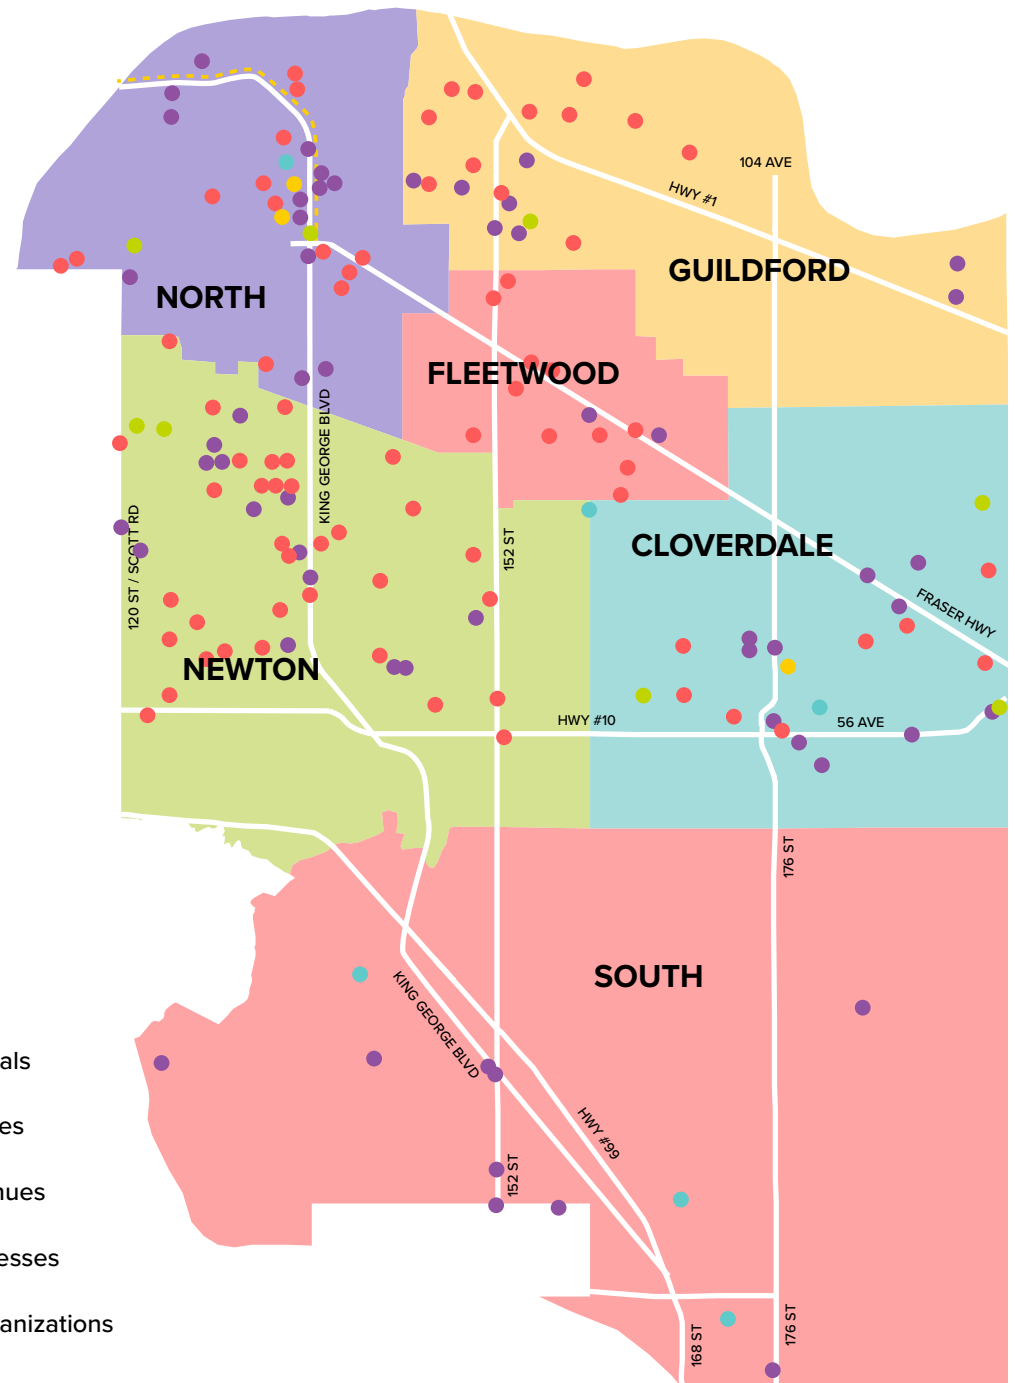 104 AVE
HWY #1
GUILDFORD
NORTH
FLEETWOOD
KING GEORGE BLVD
120 ST / SCOTT RD
152 ST
CLOVERDALE
FRASER HWY
NEWTON
HWY #10
56 AVE
176 ST
SOUTH
KING GEORGE BLVD
als
HWY #99
es
152 ST
nues
esses
anizations
168 ST
176 ST